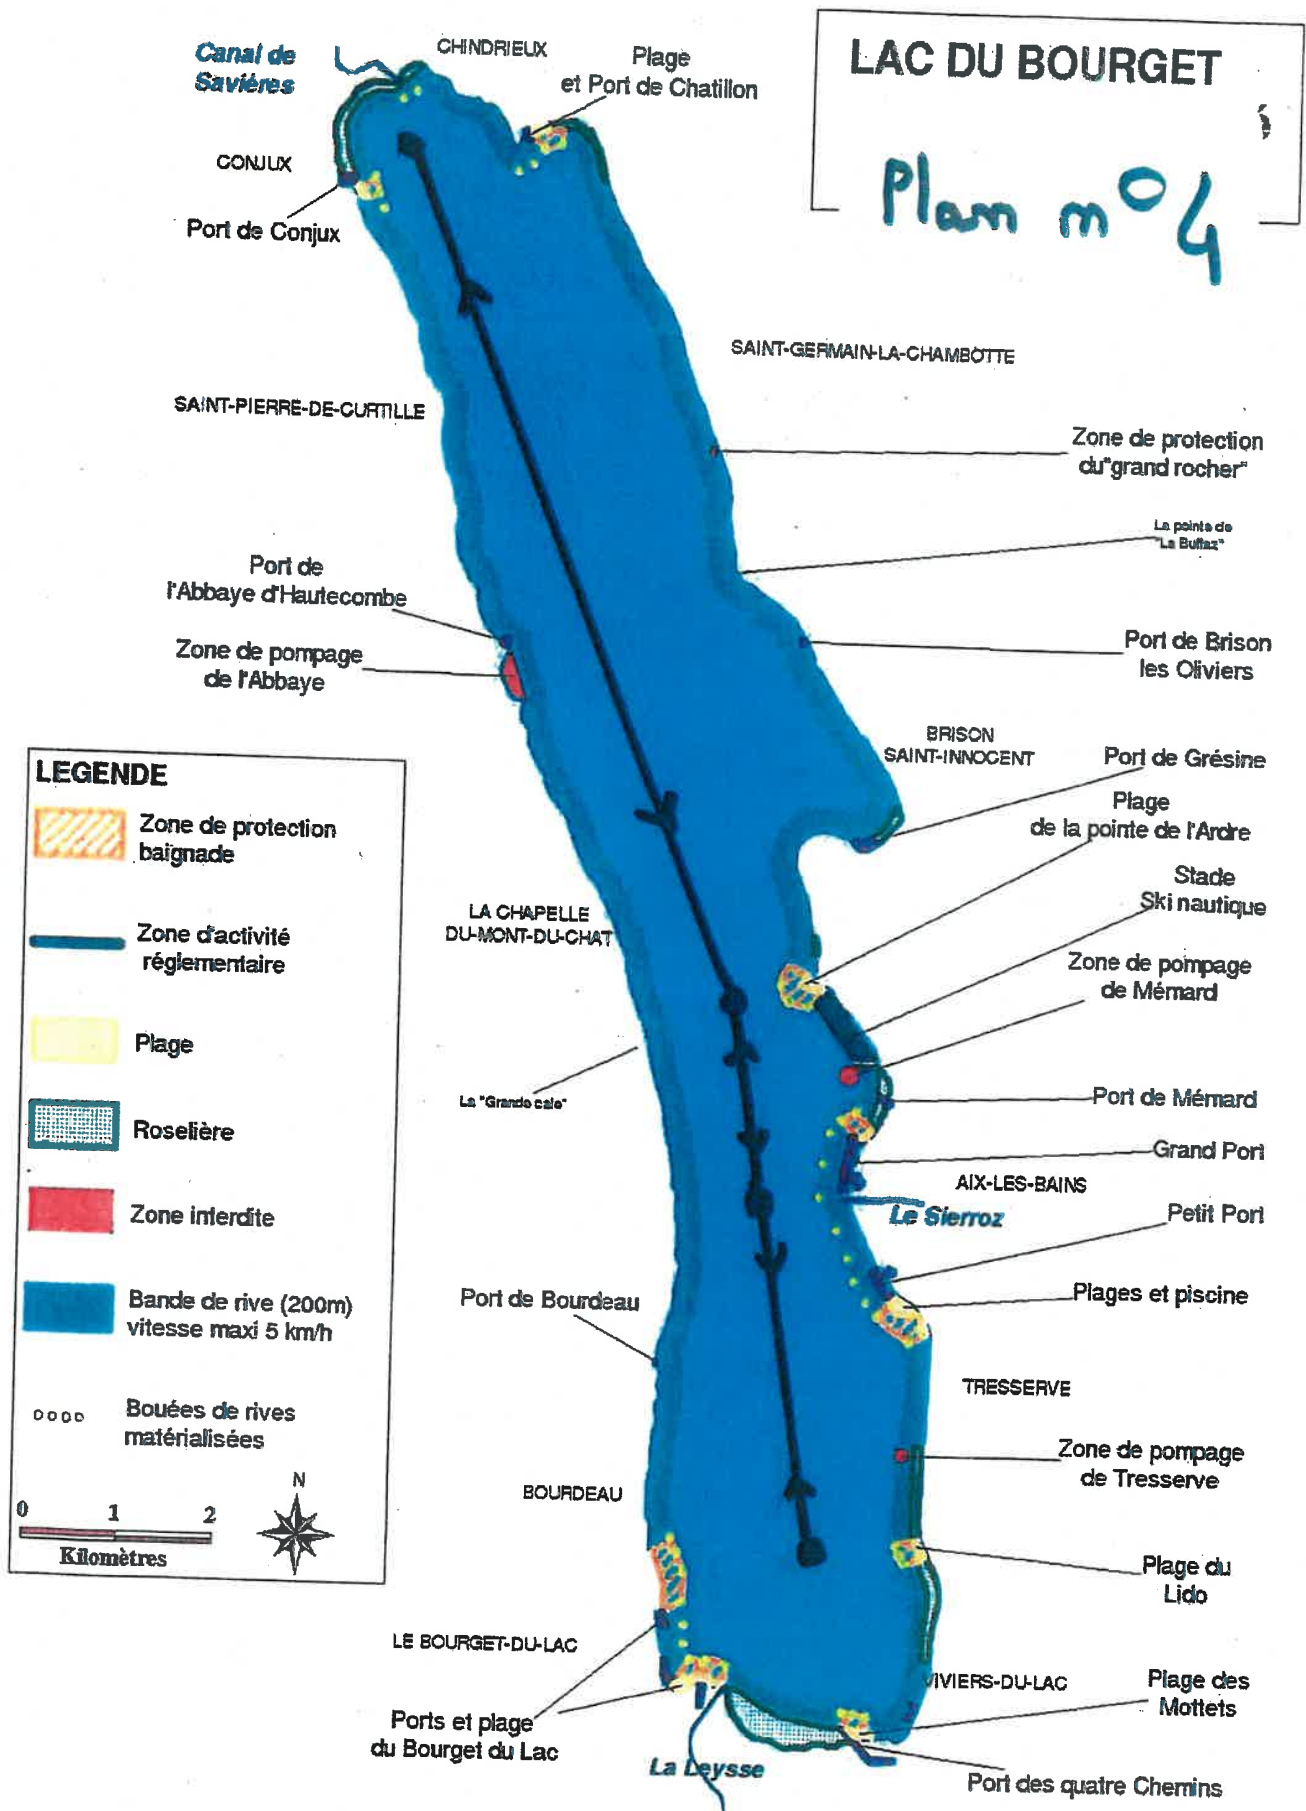 LAC DU BOURGET
Plan n° 4
Canal de
Savières
CHINDRIEUX
Plage
et Port de Chatillon
CONJUX
Port de Conjux
SAINT-GERMAIN-LA-CHAMBOTTE
SAINT-PIERRE-DE-CURTILLE
Zone de protection
du"grand rocher"
La pointe de
"La Buffaz"
Port de
l'Abbaye d'Hautecombe
Zone de pompage
de l'Abbaye
Port de Brison
les Oliviers
BRISON
SAINT-INNOCENT
Port de Grésine
Plage
de la pointe de l'Ardre
Stade
Ski nautique
LA CHAPELLE
DU-MONT-DU-CHAT
Zone de pompage
de Mémard
La "Grande cale"
Port de Mémard
Grand Port
AIX-LES-BAINS
Le Sierroz
Petit Port
Port de Bourdeau
Plages et piscine
TRESSERVE
Zone de pompage
de Tresserve
BOURDEAU
Plage du
Lido
LE BOURGET-DU-LAC
VIVIERS-DU-LAC
Plage des
Mottets
Ports et plage
du Bourget du Lac
La Leysse
Port des quatre Chemins
LEGENDE
Zone de protection
baignade
Zone d'activité
réglementaire
Plage
Roselière
Zone interdite
Bande de rive (200m)
vitesse maxi 5 km/h
Bouées de rives
matérialisées
N
0 1 2
Kilomètres